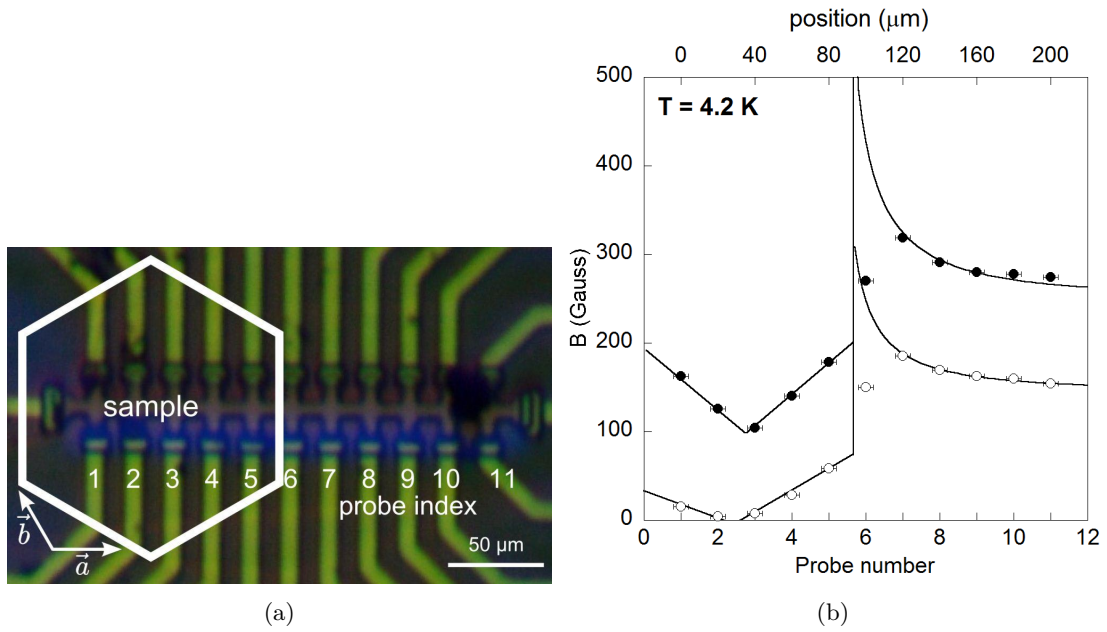 sample
1 2 3 4 5 6 7 8 9 10 11
probe index
50 μm
b
a
(a)
position (μm)
0 40 80 120 160 200
T = 4.2 K
B (Gauss)
500
400
300
200
100
0
0 2 4 6 8 10 12
Probe number
(b)